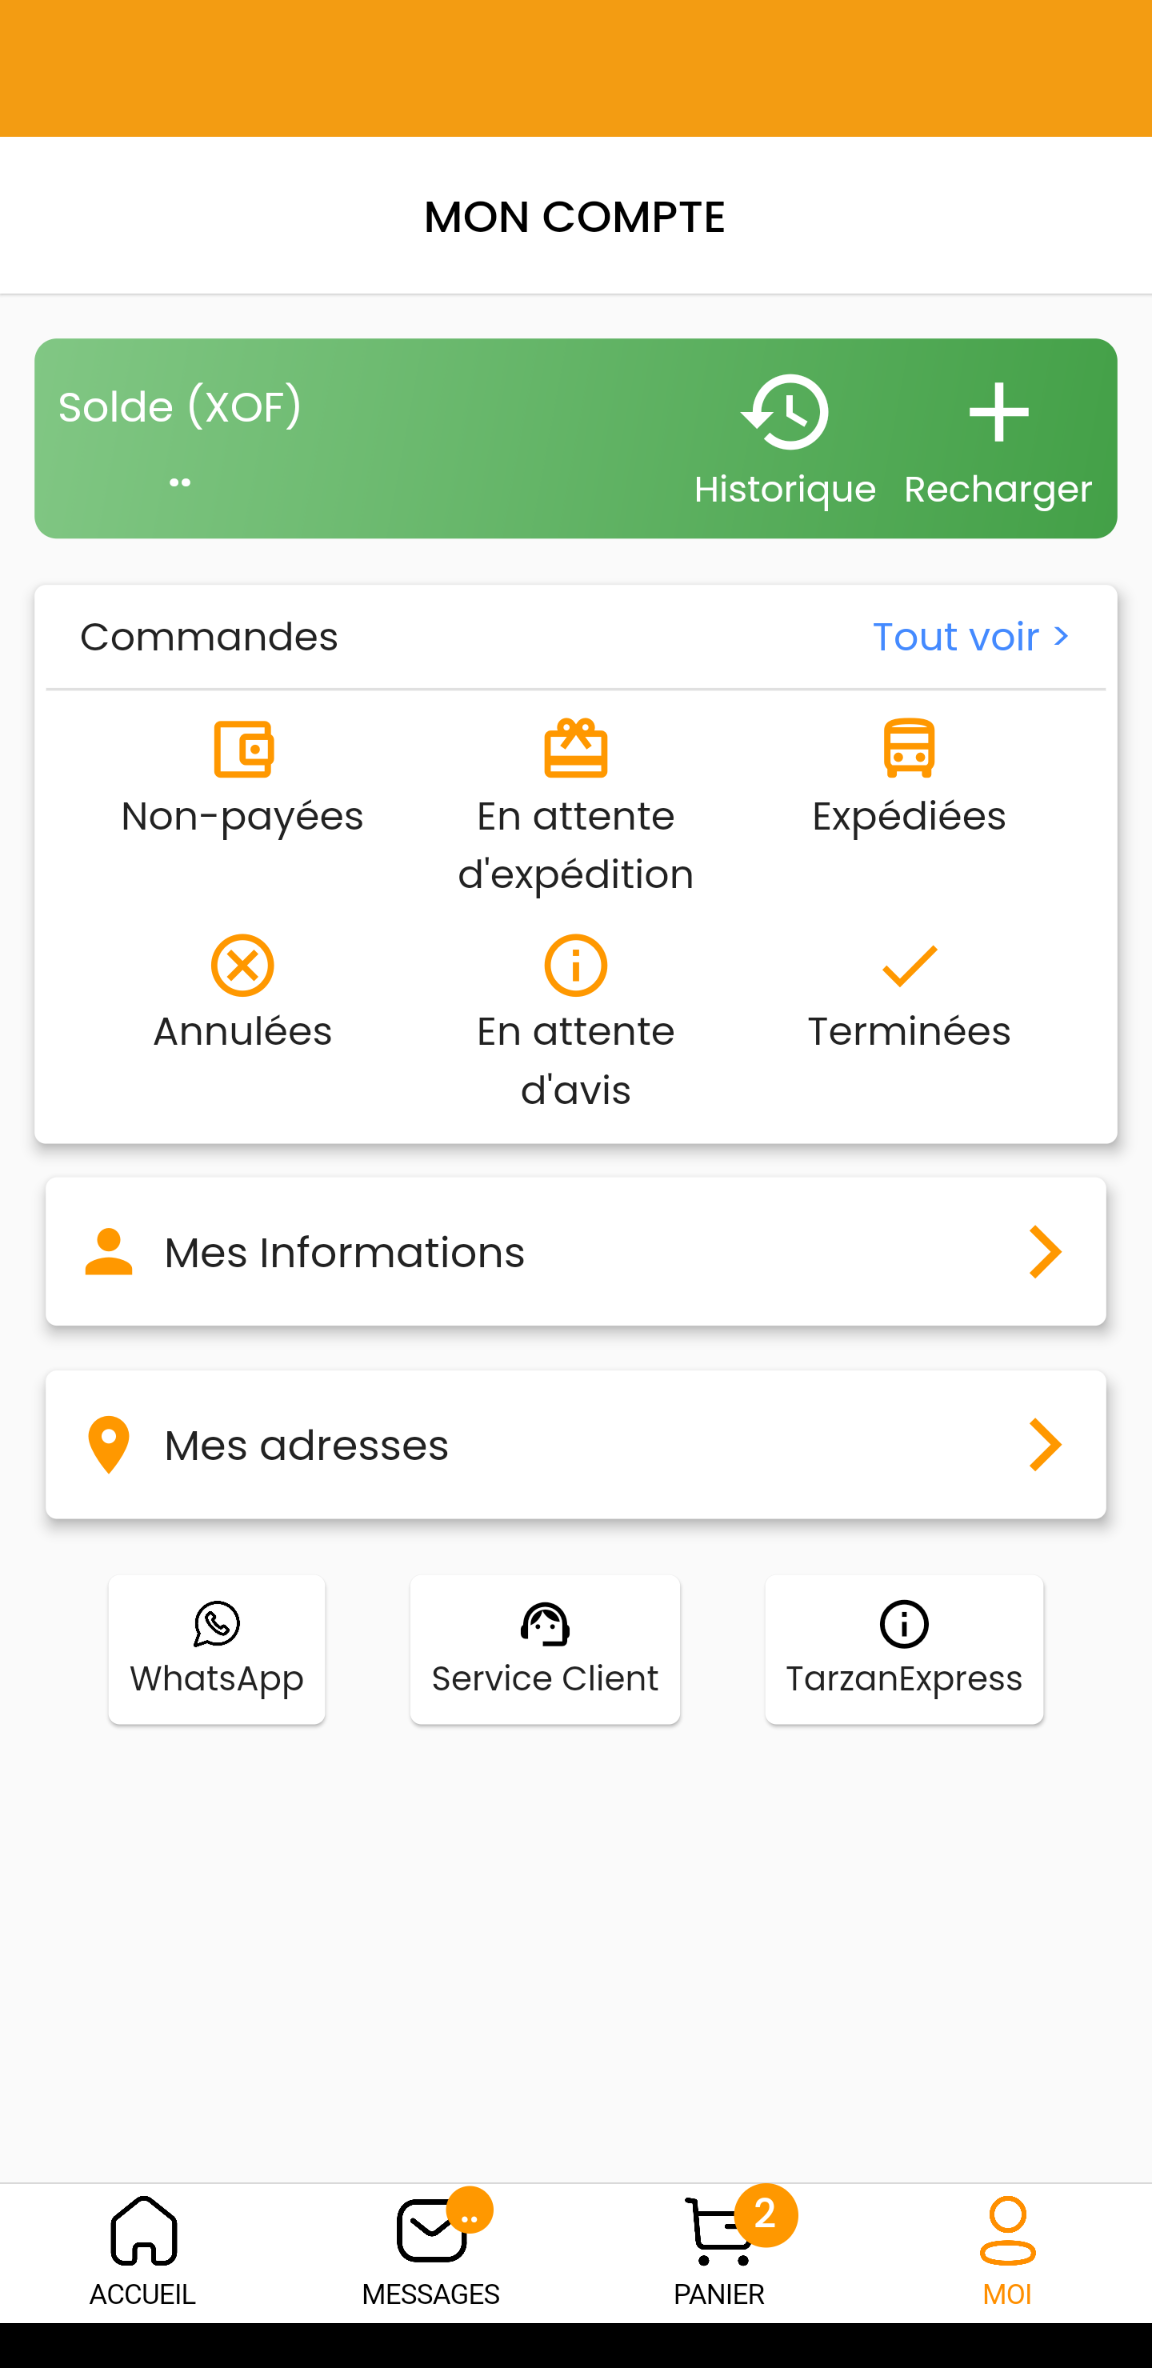 MON COMPTE
Solde (XOF)
..
Historique
Recharger
Commandes
Tout voir >
Non-payées
En attente
d'expédition
Expédiées
Annulées
En attente
d'avis
Terminées
Mes Informations
Mes adresses
WhatsApp
Service Client
TarzanExpress
..
2
ACCUEIL
MESSAGES
PANIER
MOI